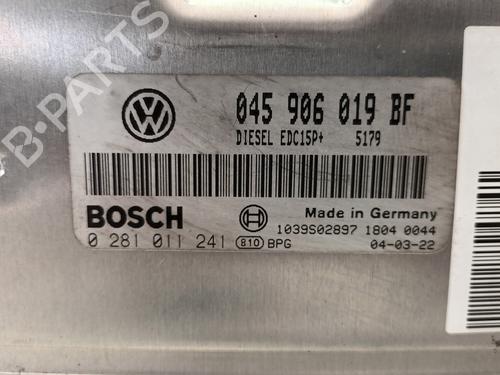 B-PARTS
045 906 019 BF
DIESEL EDC15P+ 5179
BOSCH
Made in Germany
0 281 011 241 810 BPG
1039S02897 1804 0044
04-03-22